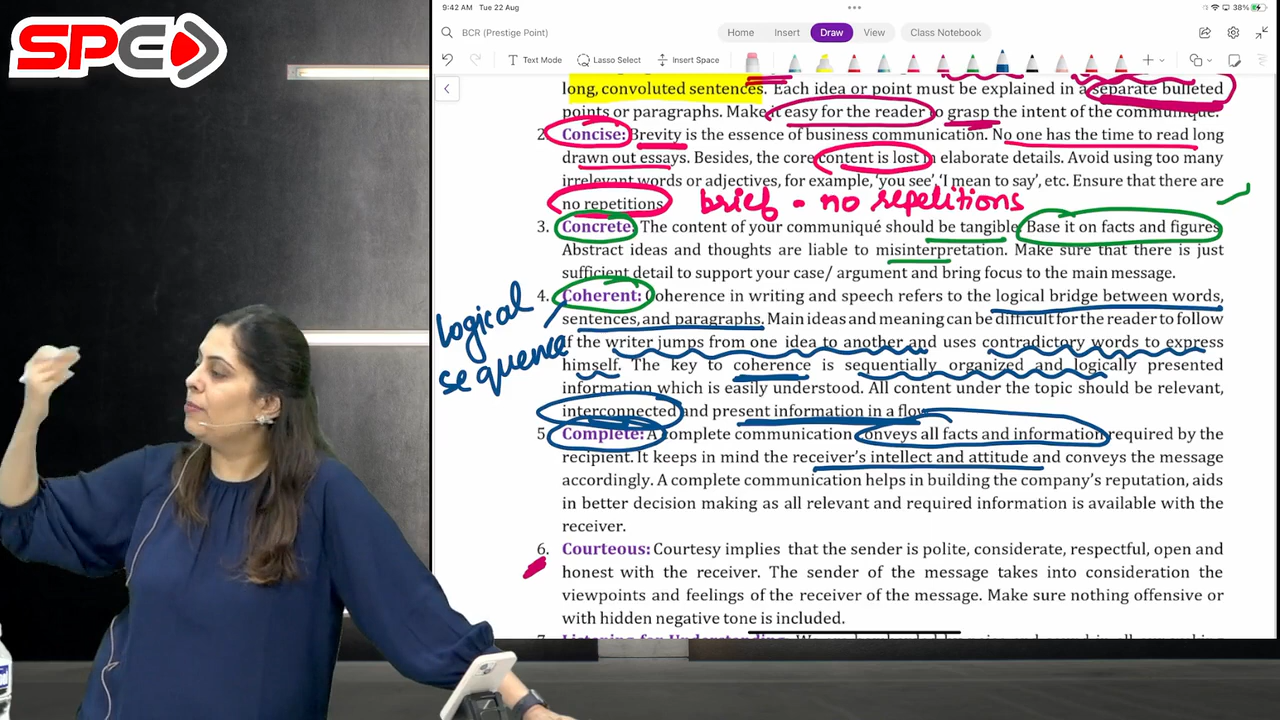 SPC
9:42 AM Tue 22 Aug
38%
BCR (Prestige Point)
Home Insert Draw View Class Notebook
Text Mode Lasso Select Insert Space
long, convoluted sentences. Each idea or point must be explained in a separate bulleted
points or paragraphs. Make it easy for the reader to grasp the intent of the communique.
2. Concise: Brevity is the essence of business communication. No one has the time to read long
drawn out essays. Besides, the core content is lost in elaborate details. Avoid using too many
irrelevant words or adjectives, for example, ‘you see’ ‘I mean to say’, etc. Ensure that there are
no repetitions
brief - no repetitions
3. Concrete: The content of your communiqué should be tangible. Base it on facts and figures.
Abstract ideas and thoughts are liable to misinterpretation. Make sure that there is just
sufficient detail to support your case/ argument and bring focus to the main message.
4. Coherent: Coherence in writing and speech refers to the logical bridge between words,
sentences, and paragraphs. Main ideas and meaning can be difficult for the reader to follow
if the writer jumps from one idea to another and uses contradictory words to express
himself. The key to coherence is sequentially organized and logically presented
information which is easily understood. All content under the topic should be relevant,
interconnected and present information in a flow
logical
sequence
5. Complete: A complete communication conveys all facts and information required by the
recipient. It keeps in mind the receiver’s intellect and attitude and conveys the message
accordingly. A complete communication helps in building the company’s reputation, aids
in better decision making as all relevant and required information is available with the
receiver.
6. Courteous: Courtesy implies that the sender is polite, considerate, respectful, open and
honest with the receiver. The sender of the message takes into consideration the
viewpoints and feelings of the receiver of the message. Make sure nothing offensive or
with hidden negative tone is included.